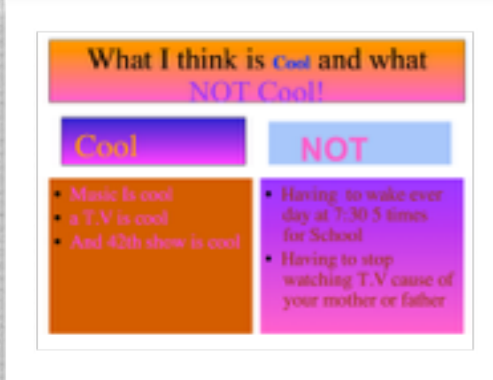 What I think is Cool and what
NOT Cool!
Cool
NOT
• Music Is cool
• a T.V is cool
• And 42th show is cool
• Having to wake ever
day at 7:30 5 times
for School
• Having to stop
watching T.V cause of
your mother or father